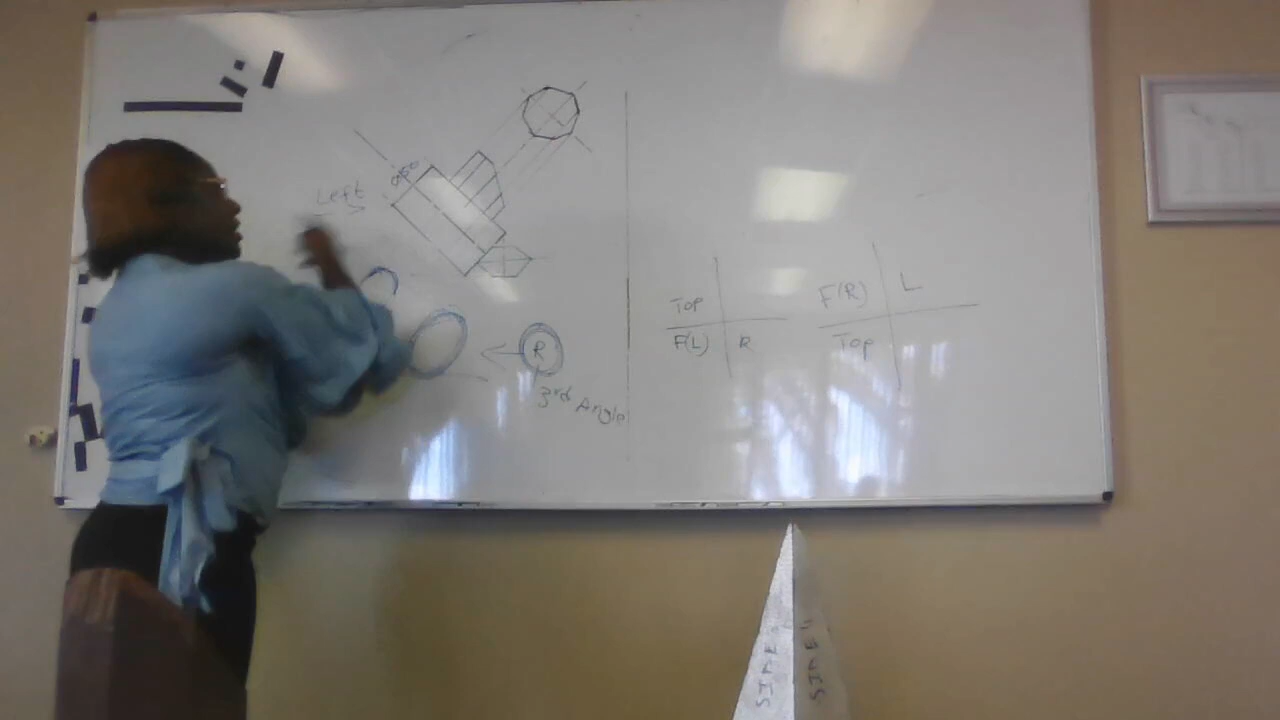 Left
R
3rd Angle
Top
F(L) R
F(R) L
Top